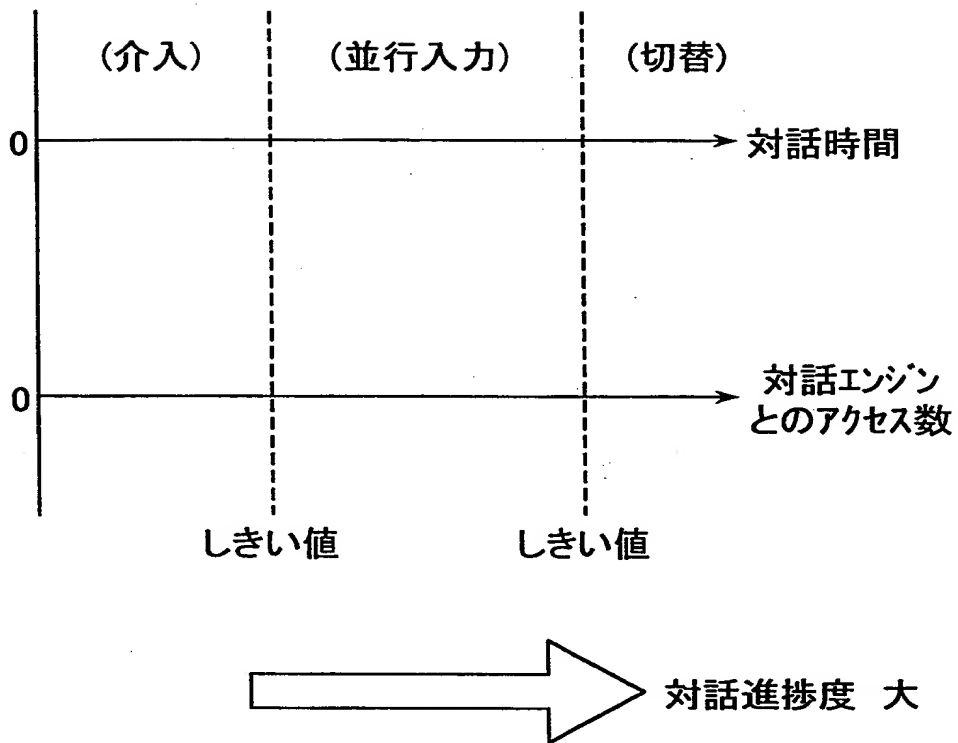 (介入) (並行入力) (切替)
0 対話時間
0
対話エンジン
とのアクセス数
しきい値 しきい値
対話進捗度 大